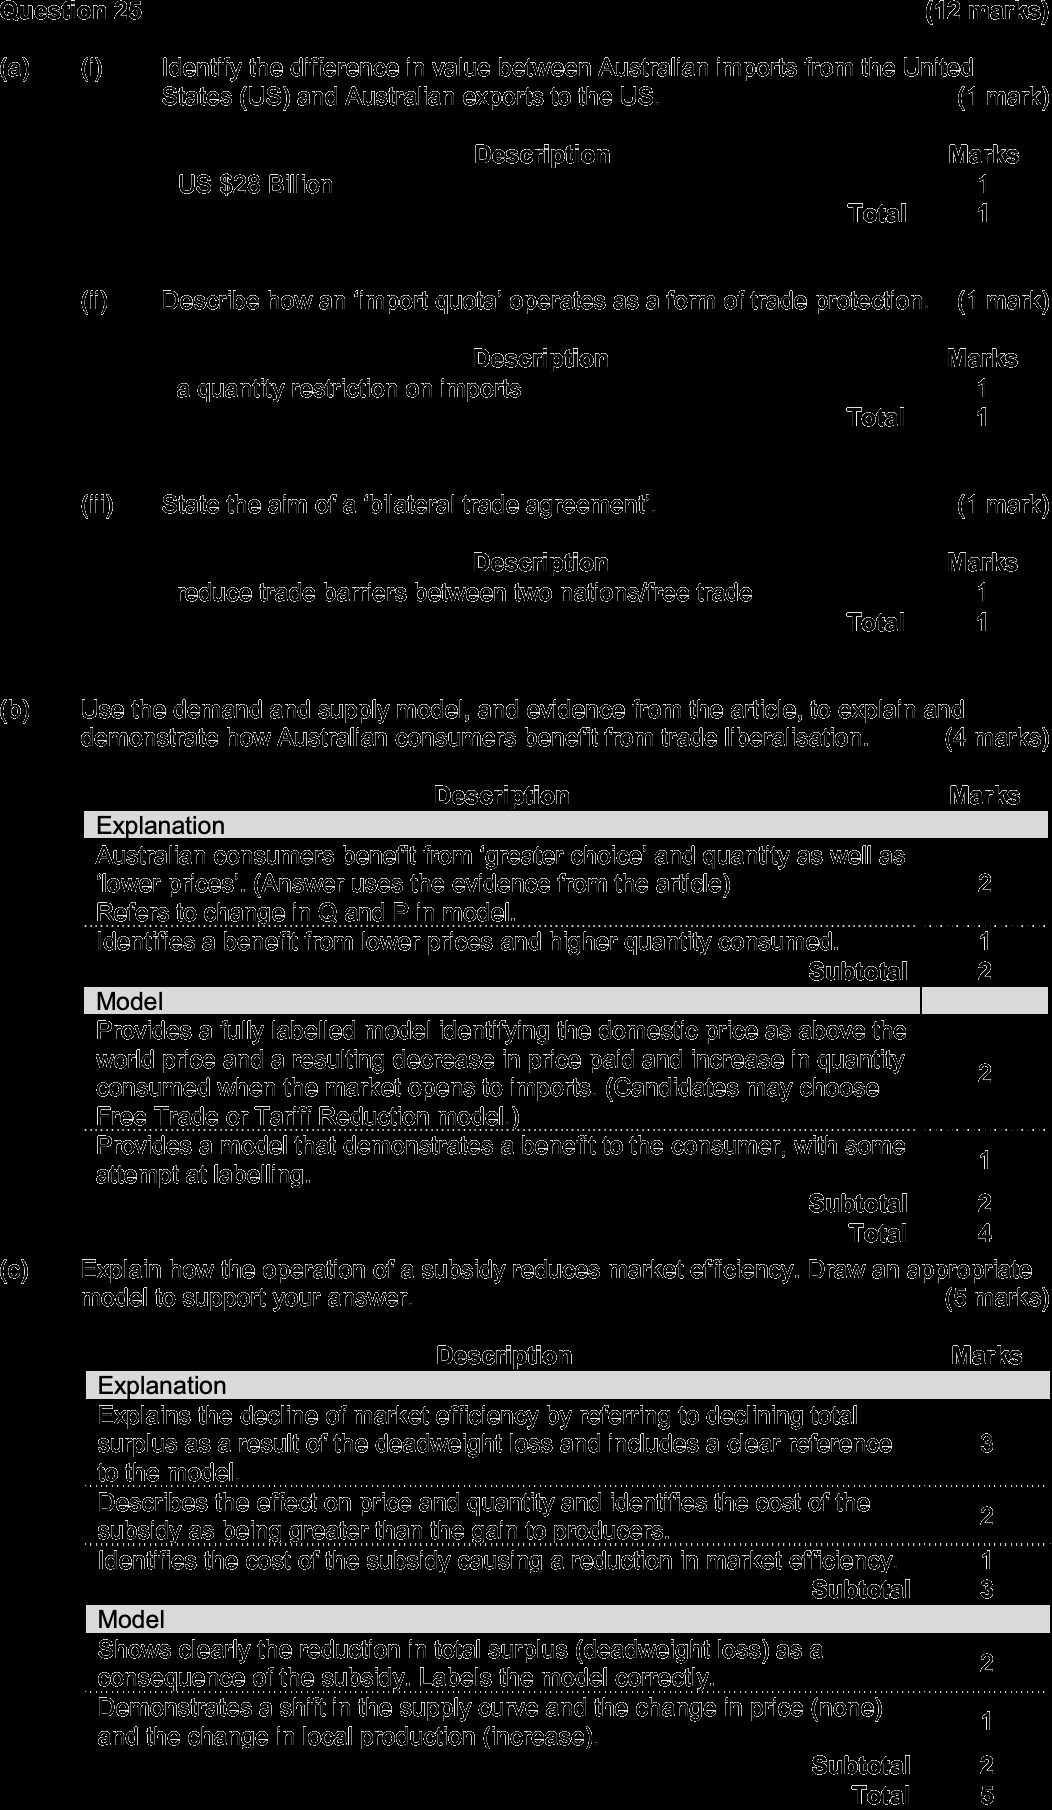 Question 25 (12 marks)
(a) (i) Identify the difference in value between Australian imports from the United
States (US) and Australian exports to the US. (1 mark)
Description Marks
US $28 Billion 1
Total 1
(ii) Describe how an ‘import quota’ operates as a form of trade protection. (1 mark)
Description Marks
a quantity restriction on imports 1
Total 1
(iii) State the aim of a ‘bilateral trade agreement’. (1 mark)
Description Marks
reduce trade barriers between two nations/free trade 1
Total 1
(b) Use the demand and supply model, and evidence from the article, to explain and
demonstrate how Australian consumers benefit from trade liberalisation. (4 marks)
Description Marks
Explanation
Australian consumers benefit from ‘greater choice’ and quantity as well as
‘lower prices’. (Answer uses the evidence from the article) 2
Refers to change in Q and P in model.
Identifies a benefit from lower prices and higher quantity consumed. 1
Subtotal 2
Model
Provides a fully labelled model identifying the domestic price as above the
world price and a resulting decrease in price paid and increase in quantity
consumed when the market opens to imports. (Candidates may choose 2
Free Trade or Tariff Reduction model.)
Provides a model that demonstrates a benefit to the consumer, with some
attempt at labelling. 1
Subtotal 2
Total 4
(c) Explain how the operation of a subsidy reduces market efficiency. Draw an appropriate
model to support your answer. (5 marks)
Description Marks
Explanation
Explains the decline of market efficiency by referring to declining total
surplus as a result of the deadweight loss and includes a clear reference 3
to the model.
Describes the effect on price and quantity and identifies the cost of the
subsidy as being greater than the gain to producers. 2
Identifies the cost of the subsidy causing a reduction in market efficiency. 1
Subtotal 3
Model
Shows clearly the reduction in total surplus (deadweight loss) as a
consequence of the subsidy. Labels the model correctly. 2
Demonstrates a shift in the supply curve and the change in price (none)
and the change in local production (increase). 1
Subtotal 2
Total 5